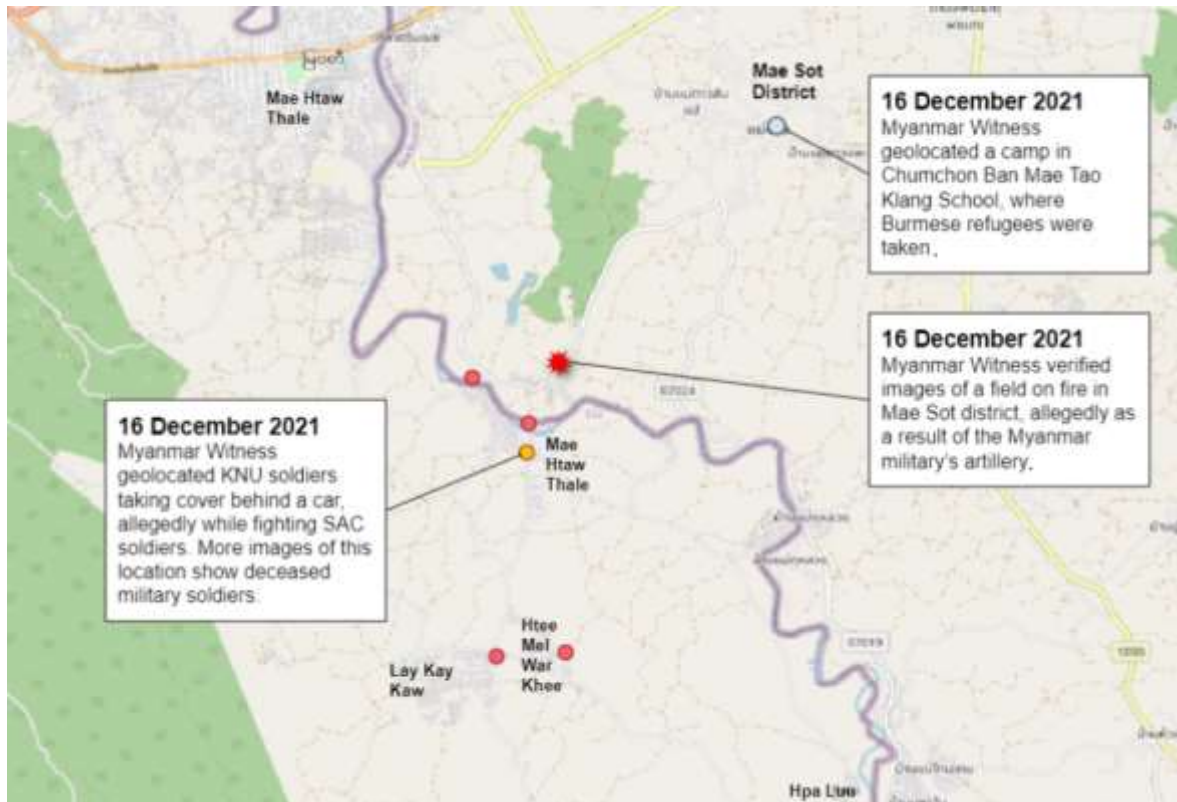 Mae Htaw
Thale
Mae Sot
District
16 December 2021
Myanmar Witness
geolocated a camp in
Chumchon Ban Mae Tao
Klang School, where
Burmese refugees were
taken.
16 December 2021
Myanmar Witness verified
images of a field on fire in
Mae Sot district, allegedly as
a result of the Myanmar
military's artillery.
16 December 2021
Myanmar Witness
geolocated KNU soldiers
taking cover behind a car,
allegedly while fighting SAC
soldiers. More images of this
location show deceased
military soldiers
Mae
Htaw
Thale
Lay Kay
Kaw
Htee
Mei
War
Khee
1090
Hpa Lu